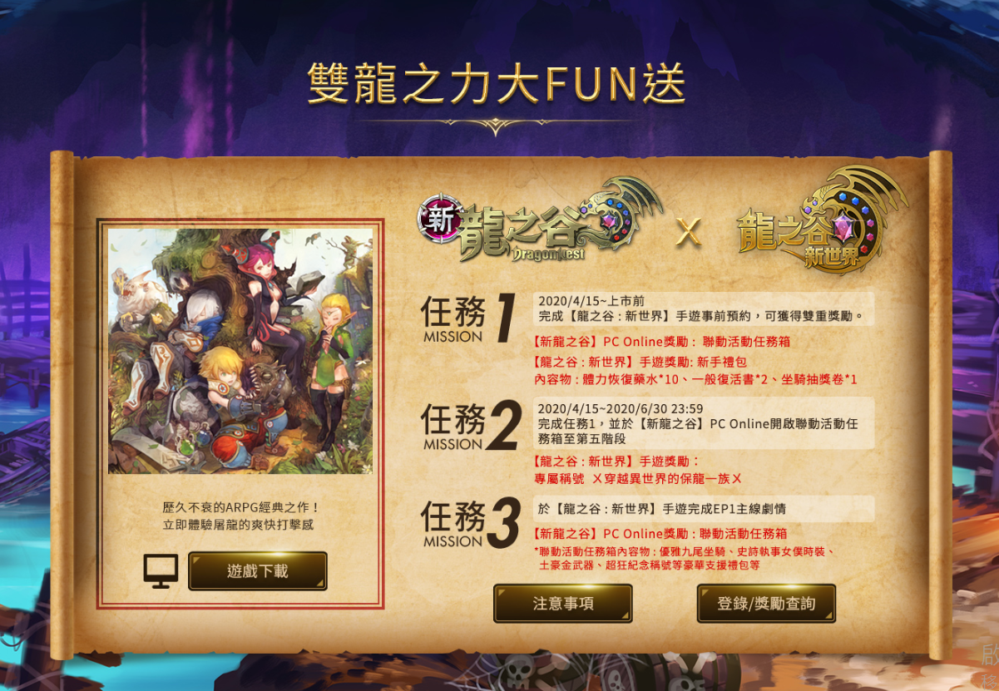 雙龍之力大FUN送
新龍之谷
Dragon Nest
X
龍之谷
新世界
任務1
MISSION
2020/4/15~上市前
完成【龍之谷 : 新世界】手遊事前預約，可獲得雙重獎勵。
【新龍之谷】PC Online獎勵 : 聯動活動任務箱
【龍之谷 : 新世界】手遊獎勵: 新手禮包
內容物 : 體力恢復藥水*10、一般復活書*2、坐騎抽獎卷*1
任務2
MISSION
2020/4/15~2020/6/30 23:59
完成任務1，並於【新龍之谷】PC Online開啟聯動活動任
務箱至第五階段
【龍之谷 : 新世界】手遊獎勵：
專屬稱號 ㄨ穿越異世界的保龍一族ㄨ
任務3
MISSION
於【龍之谷 : 新世界】手遊完成EP1主線劇情
【新龍之谷】PC Online獎勵 : 聯動活動任務箱
*聯動活動任務箱內容物 : 優雅九尾坐騎、史詩執事女僕時裝、
土豪金武器、超狂紀念稱號等豪華支援禮包等
歷久不衰的ARPG經典之作！
立即體驗屠龍的爽快打擊感
遊戲下載
注意事項
登錄/獎勵查詢